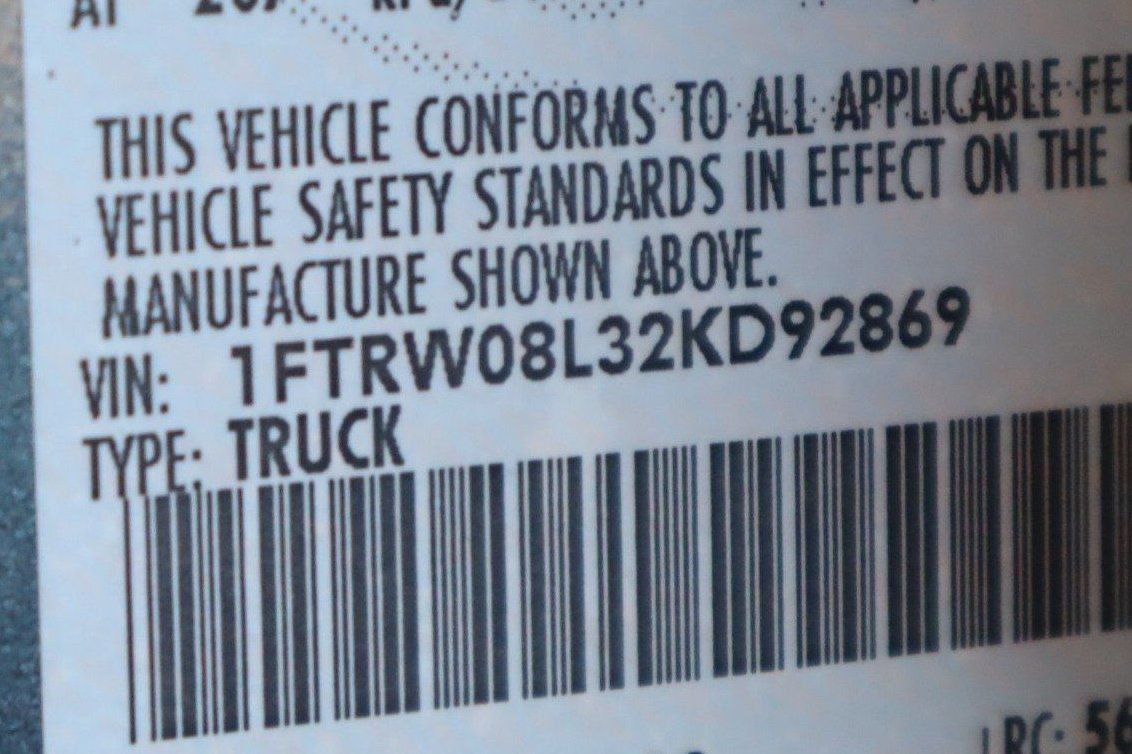 THIS VEHICLE CONFORMS TO ALL APPLICABLE
VEHICLE SAFETY STANDARDS IN EFFECT ON THE
MANUFACTURE SHOWN ABOVE.
VIN: 1FTRW08L32KD92869
TYPE: TRUCK